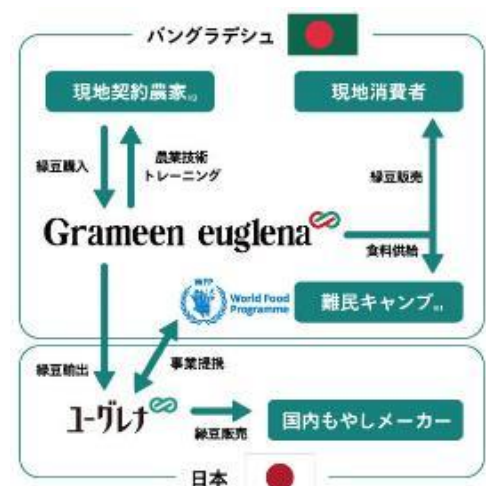 バングラデシュ
現地契約農家※2
現地消費者
緑豆購入
農業技術
トレーニング
緑豆販売
Grameen euglena
食料供給
WFP
World Food
Programme
難民キャンプ※1
緑豆輸出
事業提携
ユーグレナ
緑豆販売
国内もやしメーカー
日本